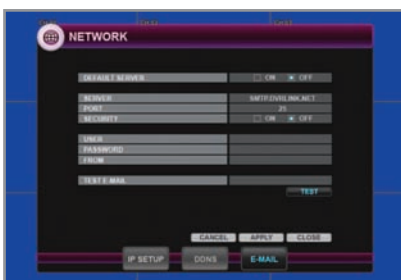 NETWORK
DEFAULT SERVER ON OFF
SERVER SMTP.DVRLINK.NET
PORT 25
SECURITY ON OFF
USER
PASSWORD
FROM
TEST E-MAIL
TEST
CANCEL APPLY CLOSE
IP SETUP DDNS E-MAIL